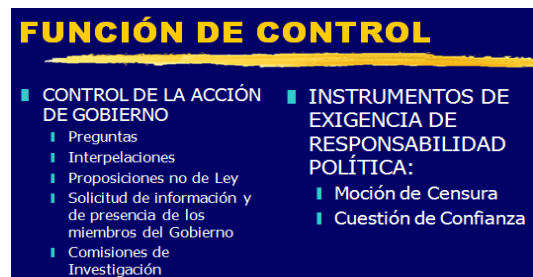 FUNCIÓN DE CONTROL
CONTROL DE LA ACCIÓN
DE GOBIERNO
Preguntas
Interpelaciones
Proposiciones no de Ley
Solicitud de información y
de presencia de los
miembros del Gobierno
Comisiones de
Investigación
INSTRUMENTOS DE
EXIGENCIA DE
RESPONSABILIDAD
POLÍTICA:
Moción de Censura
Cuestión de Confianza